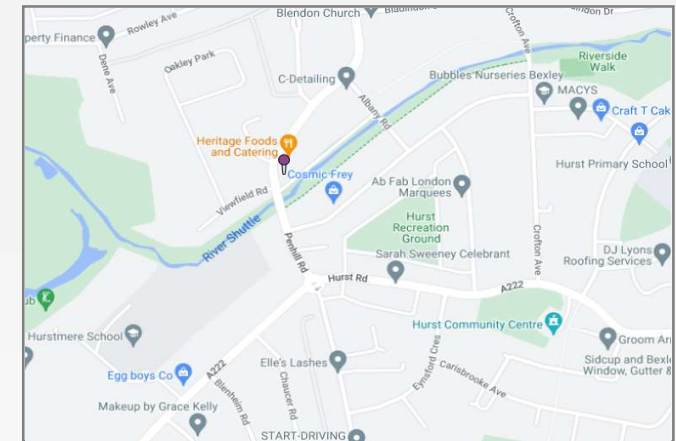 Blendon Church
Crofton Ave
Rowley Ave
perty Finance
Dene Ave
Oakley Park
C-Detailing
Albany Rd
Bubbles Nurseries Bexley
Riverside
Walk
MACYS
Craft T Cak
Heritage Foods
and Catering
Cosmic Frey
Hurst Primary School
Viewfield Rd
Ab Fab London
Marquees
River Shuttle
Penhill Rd
Hurst
Recreation
Ground
Sarah Sweeney Celebrant
Crofton Ave
DJ Lyons
Roofing Services
Hurst Rd
A222
ub
Hurstmere School
Hurst Community Centre
Groom Ar
Egg boys Co
A222
Elle's Lashes
Eynsford Cres
Carisbrooke Ave
Sidcup and Bexl
Window, Gutter &
Blenheim Rd
Chaucer Rd
Makeup by Grace Kelly
START-DRIVING